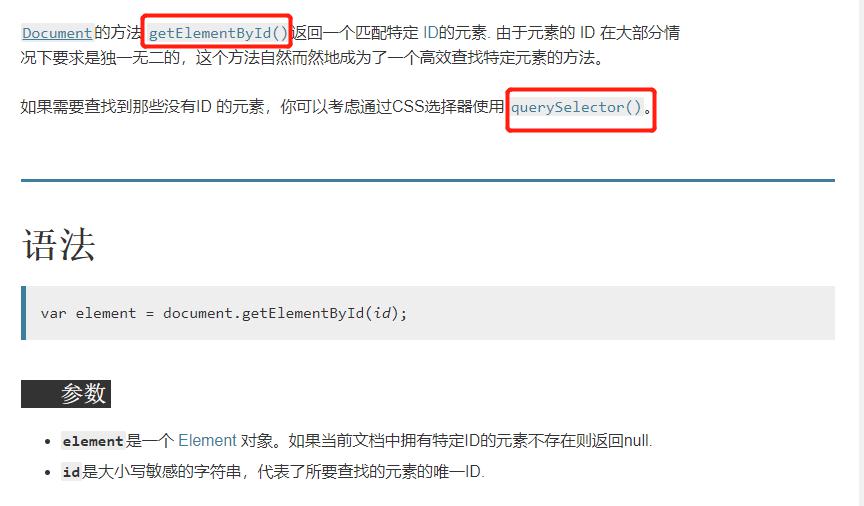 Document的方法 getElementById()返回一个匹配特定 ID的元素. 由于元素的 ID 在大部分情
况下要求是独一无二的，这个方法自然而然地成为了一个高效查找特定元素的方法。
如果需要查找到那些没有ID 的元素，你可以考虑通过CSS选择器使用 querySelector()。
语法
var element = document.getElementById(id);
参数
element是一个 Element 对象。如果当前文档中拥有特定ID的元素不存在则返回null.
id是大小写敏感的字符串，代表了所要查找的元素的唯一ID.